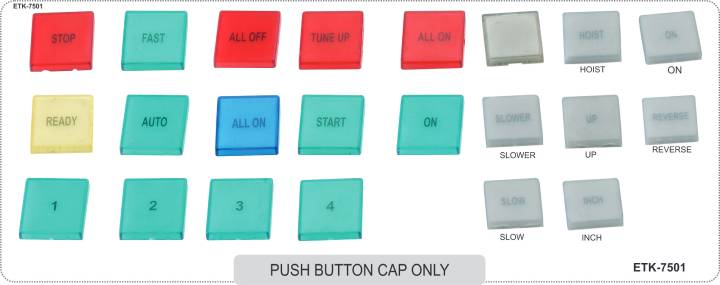 ETK-7501
STOP
FAST
ALL OFF
TUNE UP
ALL ON
HOIST
ON
HOIST
ON
READY
AUTO
ALL ON
START
ON
SLOWER
UP
REVERSE
SLOWER
UP
REVERSE
1
2
3
4
SLOW
INCH
SLOW
INCH
PUSH BUTTON CAP ONLY
ETK-7501